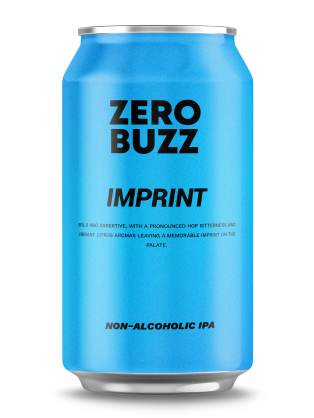 ZERO
BUZZ
IMPRINT
BOLD AND ASSERTIVE, WITH A PRONOUNCED HOP BITTERNESS AND
VIBRANT CITRUS AROMAS LEAVING A MEMORABLE IMPRINT ON THE
PALATE.
NON-ALCOHOLIC IPA